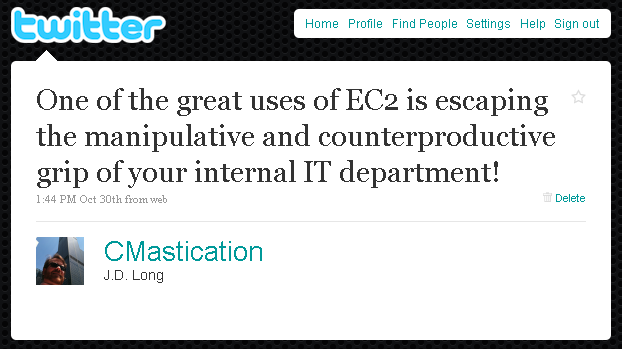 twitter
Home Profile Find People Settings Help Sign out
One of the great uses of EC2 is escaping
the manipulative and counterproductive
grip of your internal IT department!
1:44 PM Oct 30th from web
Delete
CMastication
J.D. Long